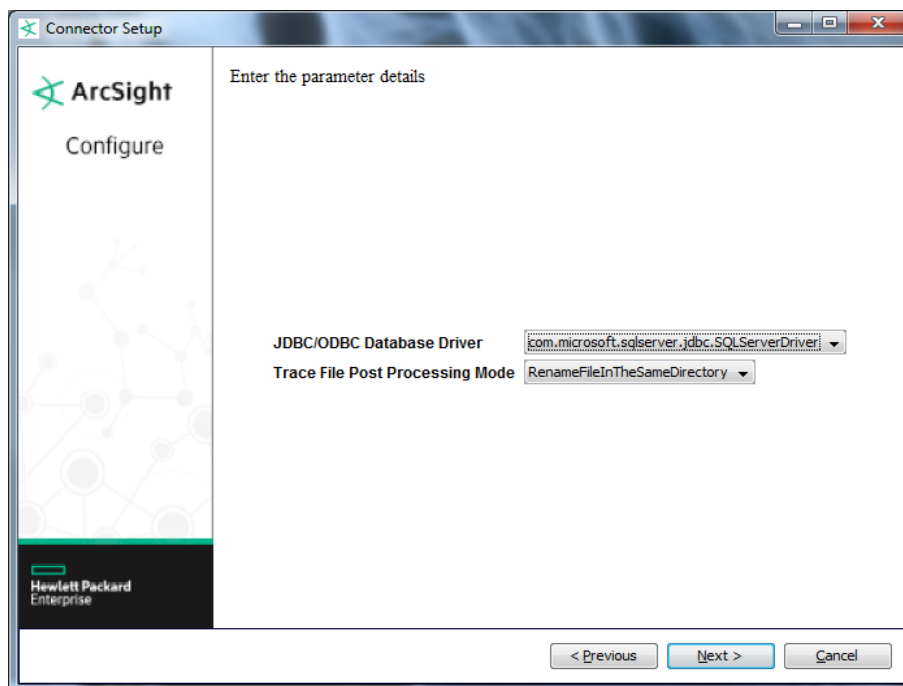 Connector Setup
ArcSight
Configure
Enter the parameter details
JDBC/ODBC Database Driver com.microsoft.sqlserver.jdbc.SQLServerDriver
Trace File Post Processing Mode RenameFileInTheSameDirectory
Hewlett Packard
Enterprise
< Previous Next > Cancel